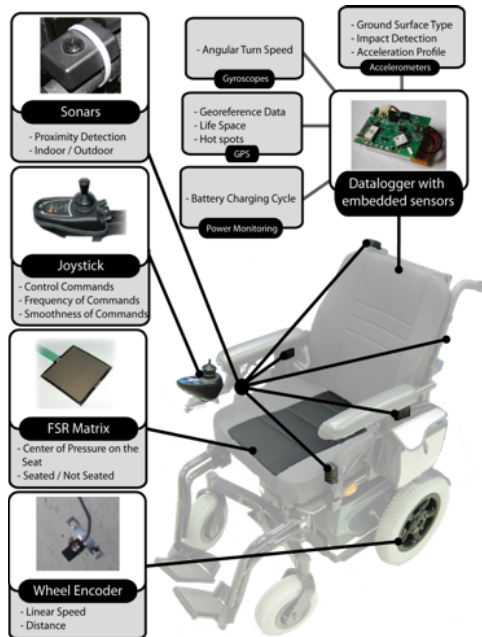 Sonars
- Proximity Detection
- Indoor / Outdoor
Joystick
- Control Commands
- Frequency of Commands
- Smoothness of Commands
FSR Matrix
- Center of Pressure on the
Seat
- Seated / Not Seated
Wheel Encoder
- Linear Speed
- Distance
- Angular Turn Speed
Gyroscopes
- Georeference Data
- Life Space
- Hot spots
GPS
- Battery Charging Cycle
Power Monitoring
- Ground Surface Type
- Impact Detection
- Acceleration Profile
Accelerometers
Datalogger with
embedded sensors